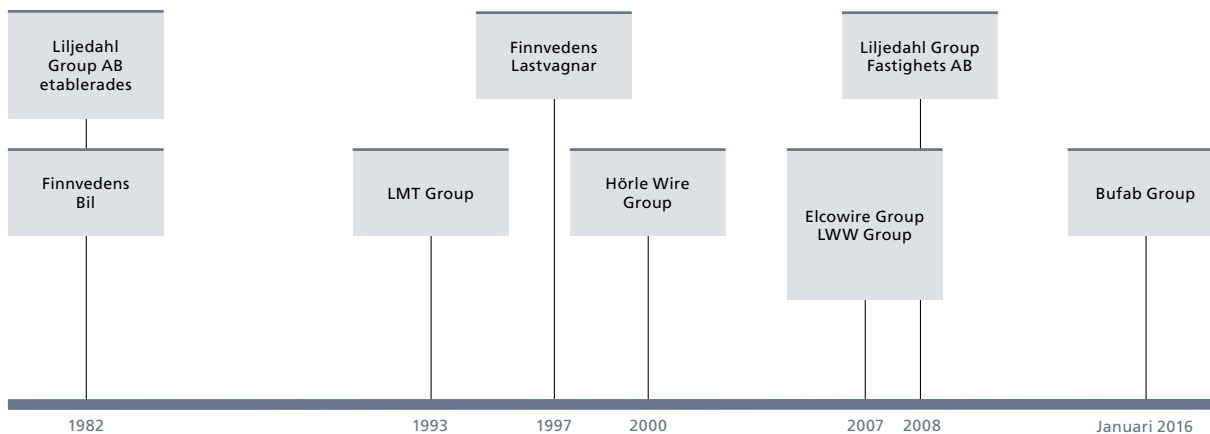 Liljedahl
Group AB
etablerades
Finnvedens
Lastvagnar
Liljedahl Group
Fastighets AB
Finnvedens
Bil
LMT Group
Hörle Wire
Group
Elcowire Group
LWW Group
Bufab Group
1982
1993
1997
2000
2007
2008
Januari 2016